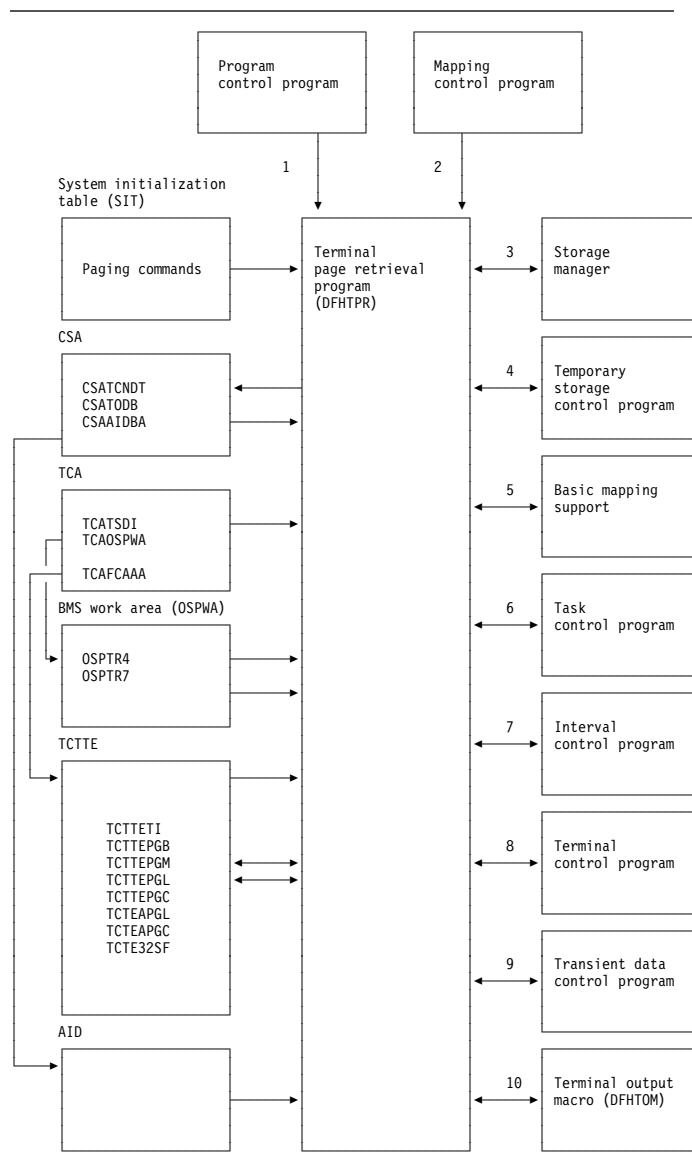 Program
control program
Mapping
control program
1
2
System initialization
table (SIT)
Paging commands
Terminal
page retrieval
program
(DFHTPR)
3
Storage
manager
CSA
CSATCNDT
CSATODB
CSAAIDBA
4
Temporary
storage
control program
TCA
TCATSDI
TCAOSPWA
TCAFCAAA
5
Basic mapping
support
BMS work area (OSPWA)
OSPTR4
OSPTR7
6
Task
control program
TCTTE
TCTTETI
TCTTEPGB
TCTTEPGM
TCTTEPGL
TCTTEPGC
TCTEAPGL
TCTEAPGC
TCTE32SF
7
Interval
control program
8
Terminal
control program
9
Transient data
control program
AID
10
Terminal output
macro (DFHTOM)